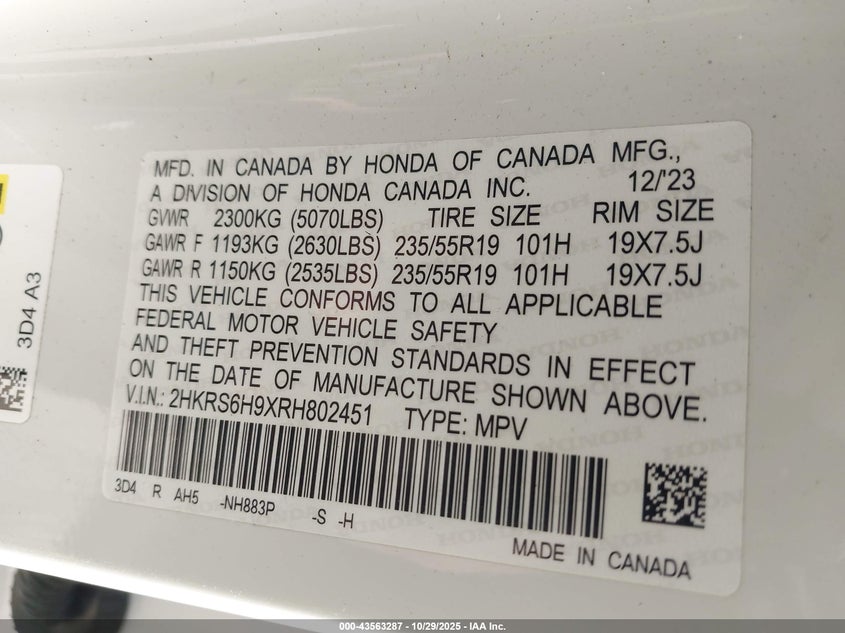 MFD. IN CANADA BY HONDA OF CANADA MFG.,
A DIVISION OF HONDA CANADA INC. 12/'23
GVWR 2300KG (5070LBS) TIRE SIZE RIM SIZE
GAWR F 1193KG (2630LBS) 235/55R19 101H 19X7.5J
GAWR R 1150KG (2535LBS) 235/55R19 101H 19X7.5J
THIS VEHICLE CONFORMS TO ALL APPLICABLE
FEDERAL MOTOR VEHICLE SAFETY
AND THEFT PREVENTION STANDARDS IN EFFECT
ON THE DATE OF MANUFACTURE SHOWN ABOVE.
V.I.N.: 2HKRS6H9XRH802451 TYPE: MPV
3D4 R AH5 -NH883P -S -H
MADE IN CANADA
3D4 A3
000-43563287 - 10/29/2025 - IAA Inc.